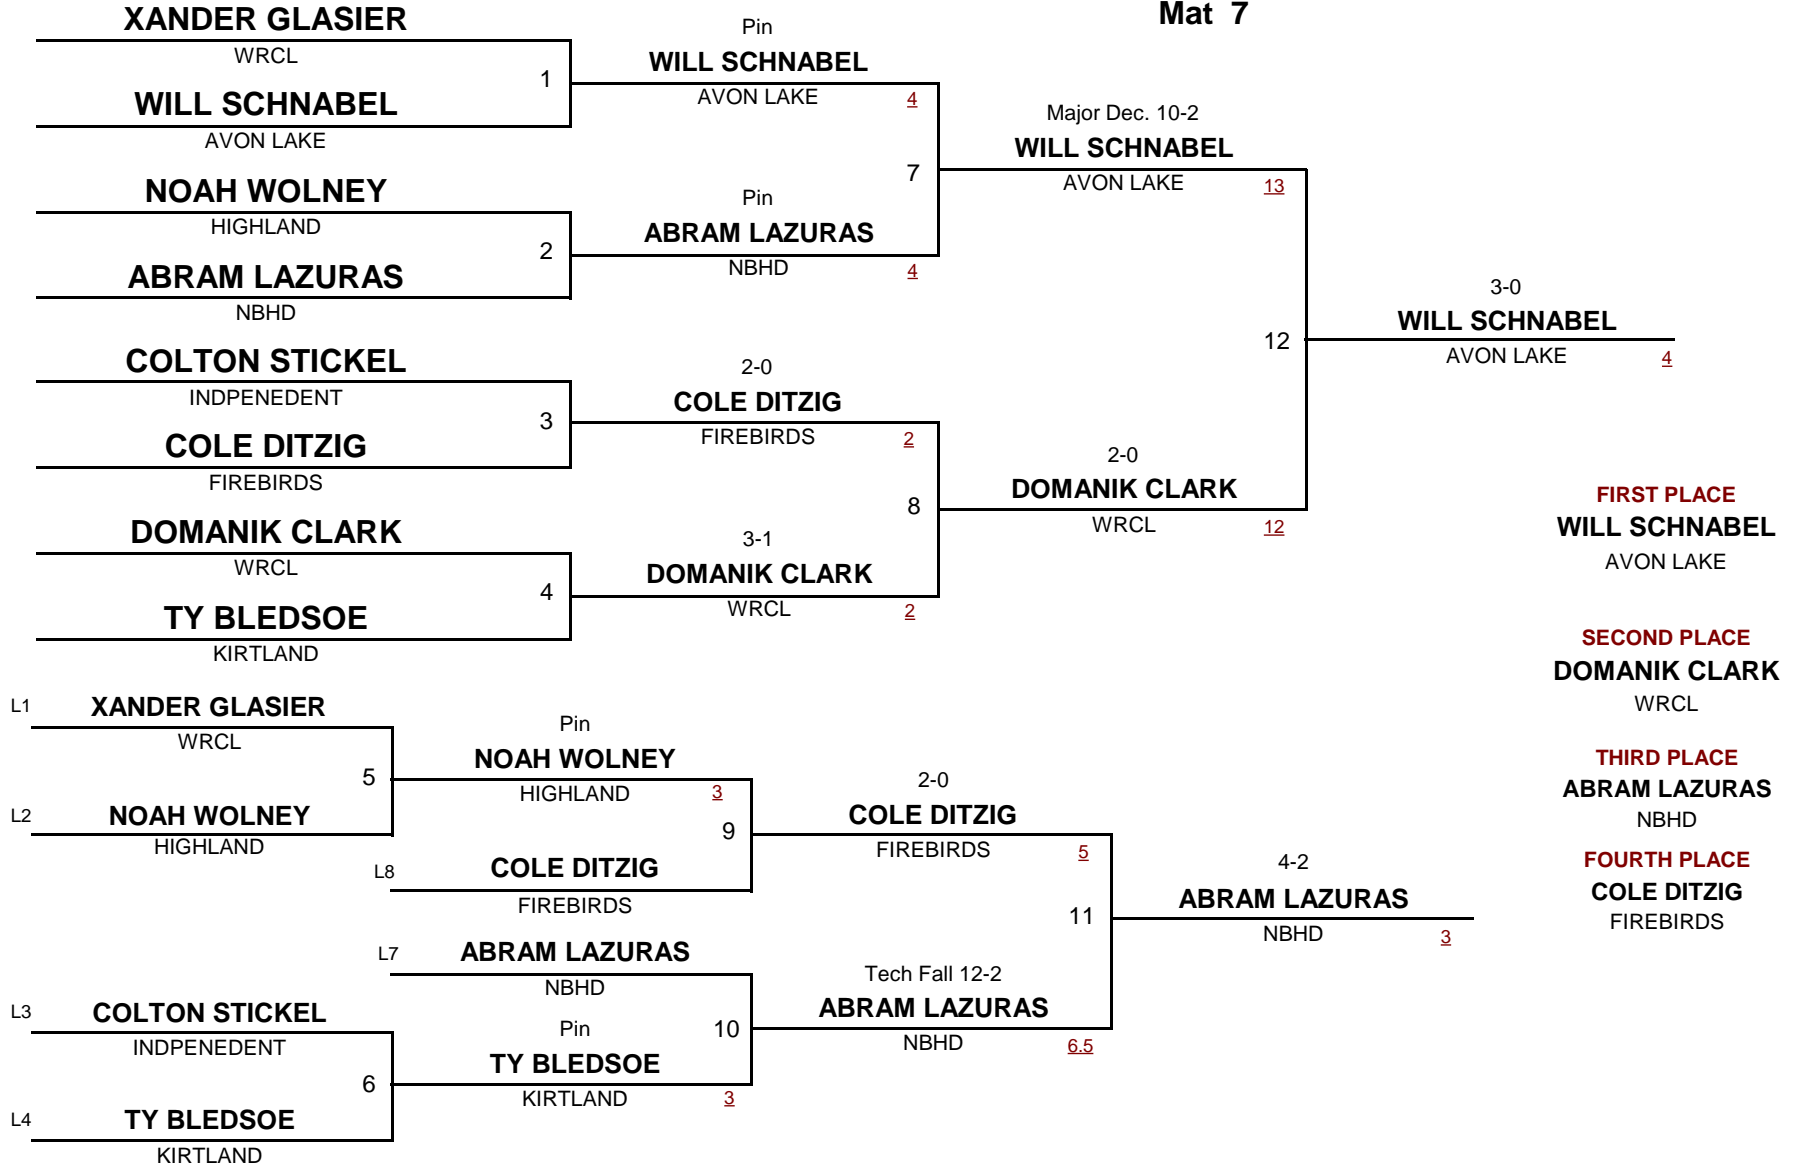 Mat 7
XANDER GLASIER
WRCL
1
WILL SCHNABEL
AVON LAKE
NOAH WOLNEY
HIGHLAND
2
ABRAM LAZURAS
NBHD
COLTON STICKEL
INDPENEDENT
3
COLE DITZIG
FIREBIRDS
DOMANIK CLARK
WRCL
4
TY BLEDSOE
KIRTLAND
Pin
WILL SCHNABEL
AVON LAKE 4
7
Pin
ABRAM LAZURAS
NBHD 4
2-0
COLE DITZIG
FIREBIRDS 2
8
3-1
DOMANIK CLARK
WRCL 2
Major Dec. 10-2
WILL SCHNABEL
AVON LAKE 13
12
2-0
DOMANIK CLARK
WRCL 12
3-0
WILL SCHNABEL
AVON LAKE 4
FIRST PLACE
WILL SCHNABEL
AVON LAKE
SECOND PLACE
DOMANIK CLARK
WRCL
THIRD PLACE
ABRAM LAZURAS
NBHD
FOURTH PLACE
COLE DITZIG
FIREBIRDS
L1 XANDER GLASIER
WRCL
5
L2 NOAH WOLNEY
HIGHLAND
Pin
NOAH WOLNEY
HIGHLAND 3
9
L8 COLE DITZIG
FIREBIRDS
L7 ABRAM LAZURAS
NBHD
10
L3 COLTON STICKEL
INDPENEDENT
6
L4 TY BLEDSOE
KIRTLAND
Pin
TY BLEDSOE
KIRTLAND 3
2-0
COLE DITZIG
FIREBIRDS 5
11
Tech Fall 12-2
ABRAM LAZURAS
NBHD 6.5
4-2
ABRAM LAZURAS
NBHD 3